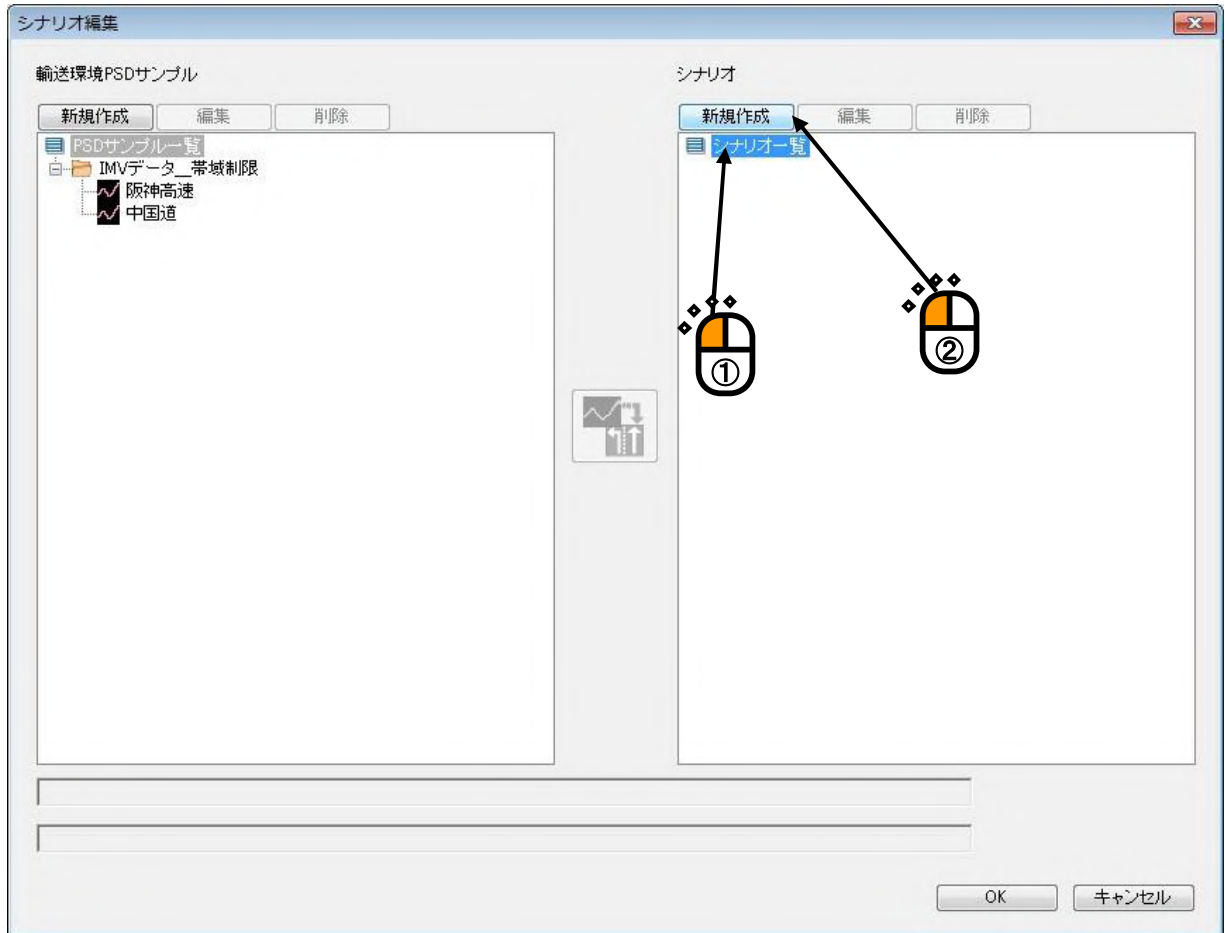 シナリオ編集
輸送環境PSDサンプル
新規作成 編集 削除
PSDサンプル一覧
IMVデータ__帯域制限
阪神高速
中国道
シナリオ
新規作成 編集 削除
シナリオ一覧
①
②
OK キャンセル